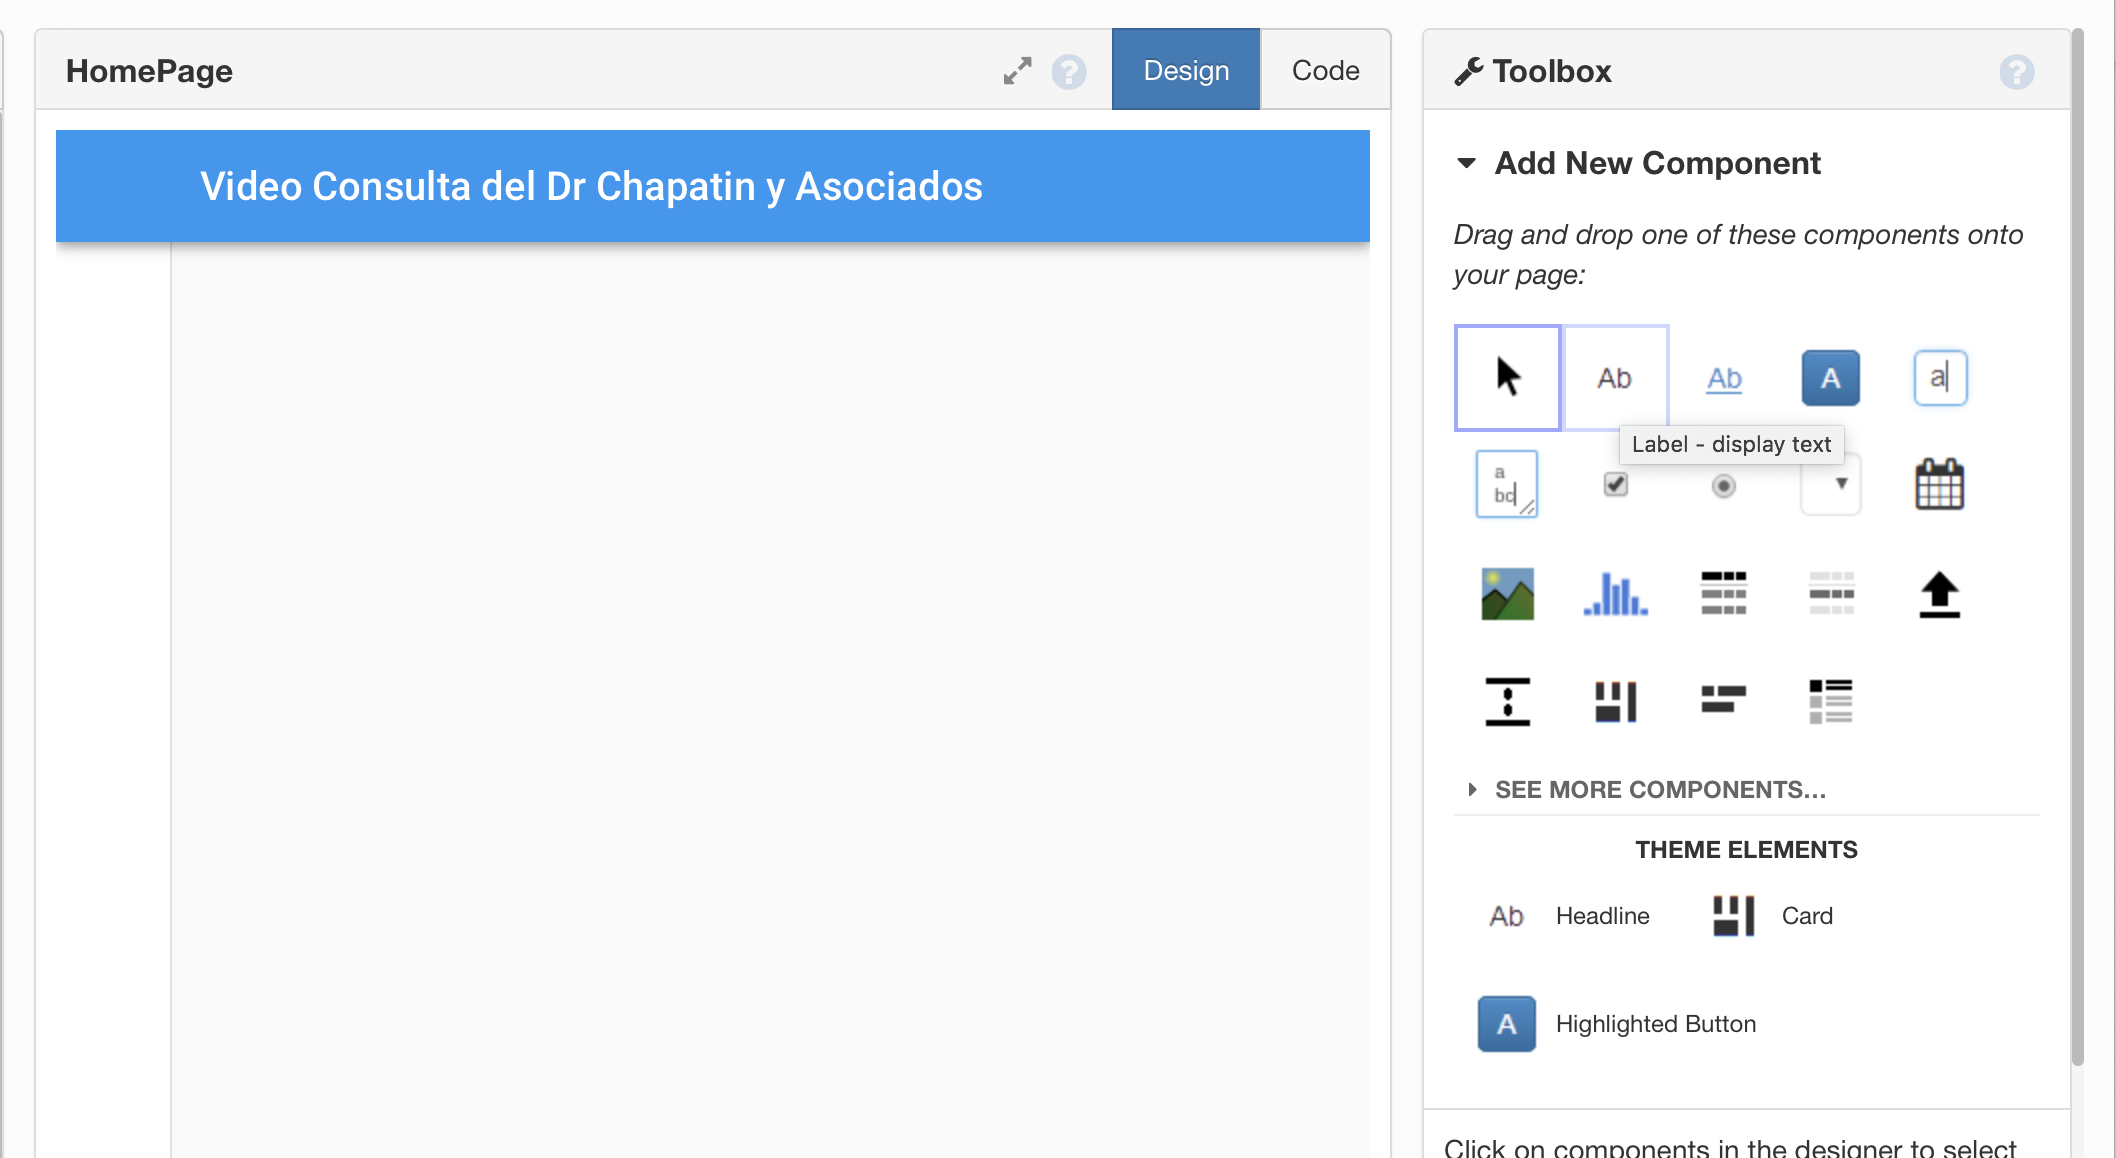 HomePage
?
Design
Code
Video Consulta del Dr Chapatin y Asociados
Toolbox
?
Add New Component
Drag and drop one of these components onto
your page:
Ab
Ab
A
a
Label - display text
a
bc
SEE MORE COMPONENTS...
THEME ELEMENTS
Ab Headline
Card
A Highlighted Button
Click on components in the designer to select